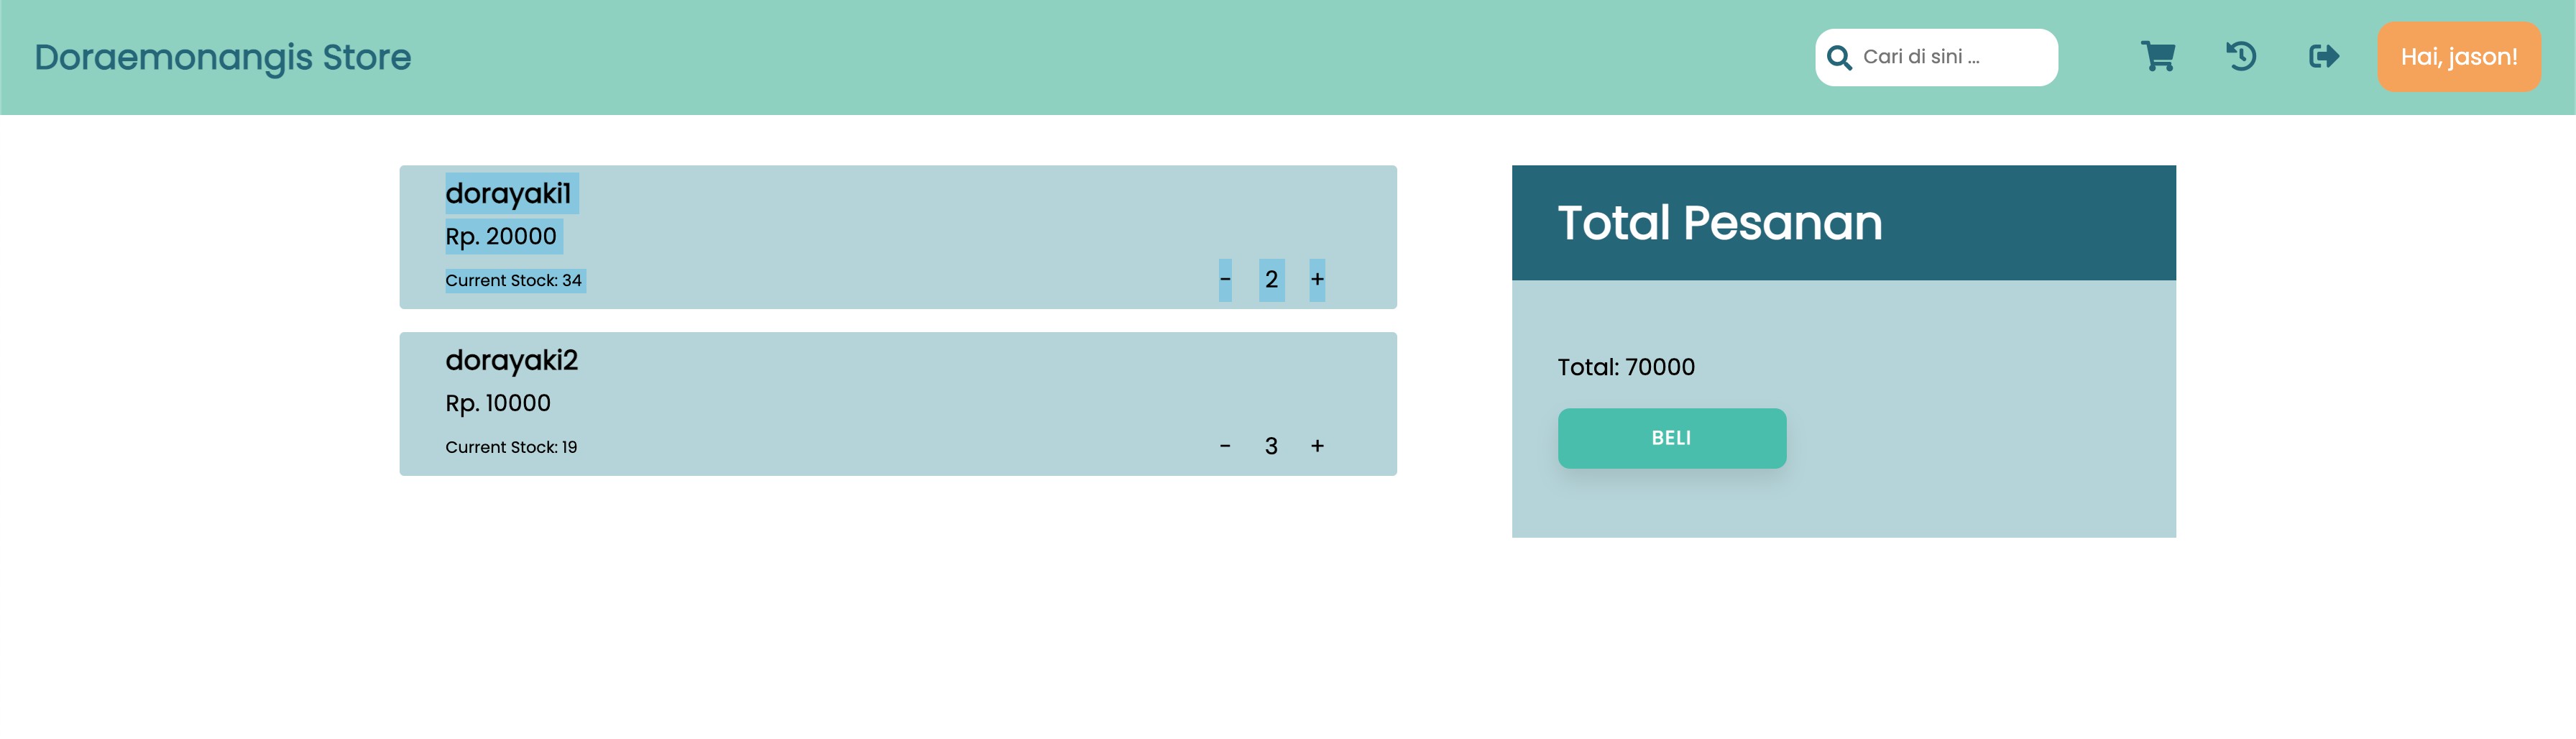 Doraemonangis Store
Cari di sini ...
Hai, jason!
dorayaki1
Rp. 20000
Current Stock: 34
- 2 +
dorayaki2
Rp. 10000
Current Stock: 19
- 3 +
Total Pesanan
Total: 70000
BELI